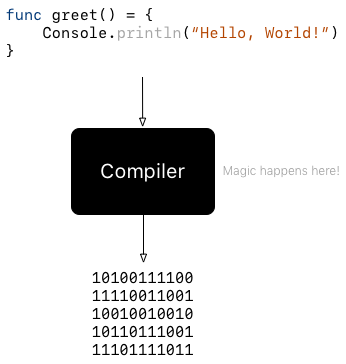 func greet() = {
    Console.println(“Hello, World!”)
}
Compiler
Magic happens here!
10100111100
11110011001
10010010010
10110111001
11101111011